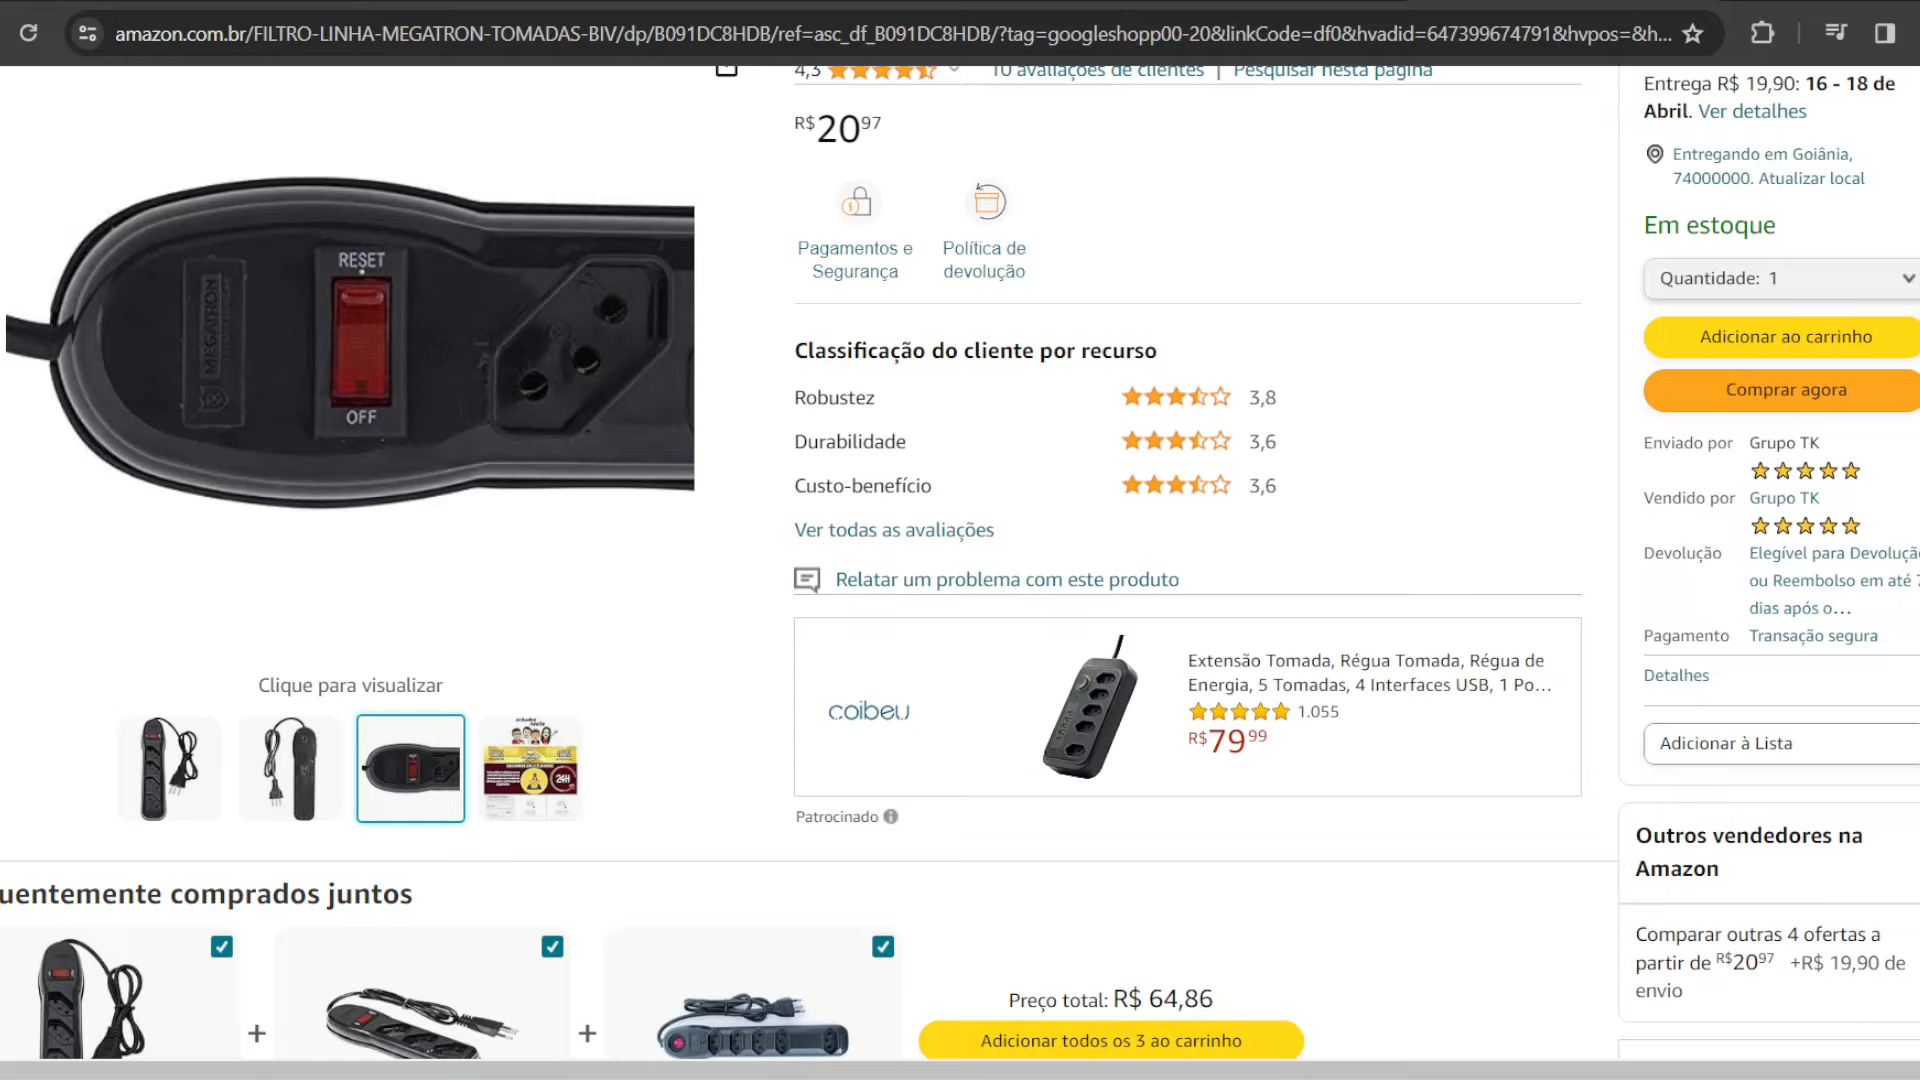 amazon.com.br/FILTRO-LINHA-MEGATRON-TOMADAS-BIV/dp/B091DC8HDB/ref=asc_df_B091DC8HDB/?tag=googleshopp00-20&linkCode=df0&hvadid=647399674791&hvpos=&h...
4,3
10 avaliações de clientes | Pesquisar nesta página
R$2097
Pagamentos e
Segurança
Política de
devolução
Classificação do cliente por recurso
Robustez 3,8
Durabilidade 3,6
Custo-benefício 3,6
Ver todas as avaliações
Relatar um problema com este produto
coibeu
Extensão Tomada, Régua Tomada, Régua de
Energia, 5 Tomadas, 4 Interfaces USB, 1 Po...
1.055
R$7999
Patrocinado
RESET
OFF
MEGATRON
Clique para visualizar
24H
Entrega R$ 19,90: 16 - 18 de
Abril. Ver detalhes
Entregando em Goiânia,
74000000. Atualizar local
Em estoque
Quantidade: 1
Adicionar ao carrinho
Comprar agora
Enviado por Grupo TK
Vendido por Grupo TK
Devolução Elegível para Devoluçã
ou Reembolso em até 7
dias após o...
Pagamento Transação segura
Detalhes
Adicionar à Lista
Outros vendedores na
Amazon
Comparar outras 4 ofertas a
partir de R$2097 +R$ 19,90 de
envio
uentemente comprados juntos
+
+
Preço total: R$ 64,86
Adicionar todos os 3 ao carrinho